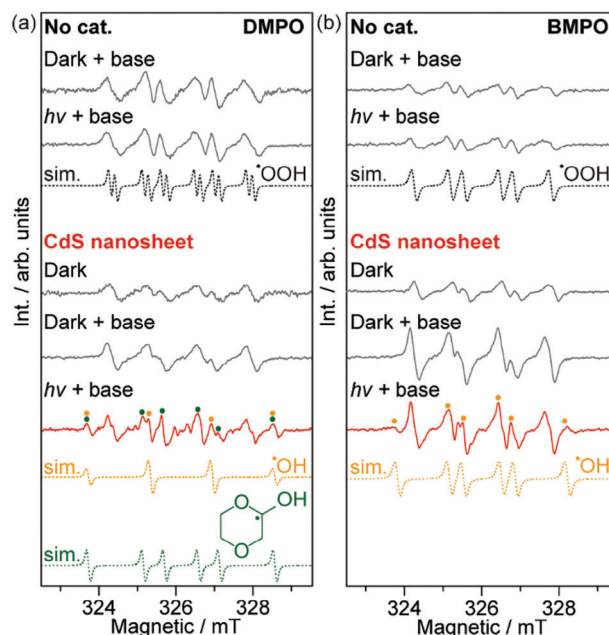 (a) No cat. DMPO
Dark + base
hν + base
sim. •OOH
CdS nanosheet
Dark
Dark + base
hν + base
sim. •OH
OH
O
•
O
sim.
324 326 328
Magnetic / mT
Int. / arb. units
(b) No cat. BMPO
Dark + base
hν + base
sim. •OOH
CdS nanosheet
Dark
Dark + base
hν + base
sim. •OH
324 326 328
Magnetic / mT
Int. / arb. units